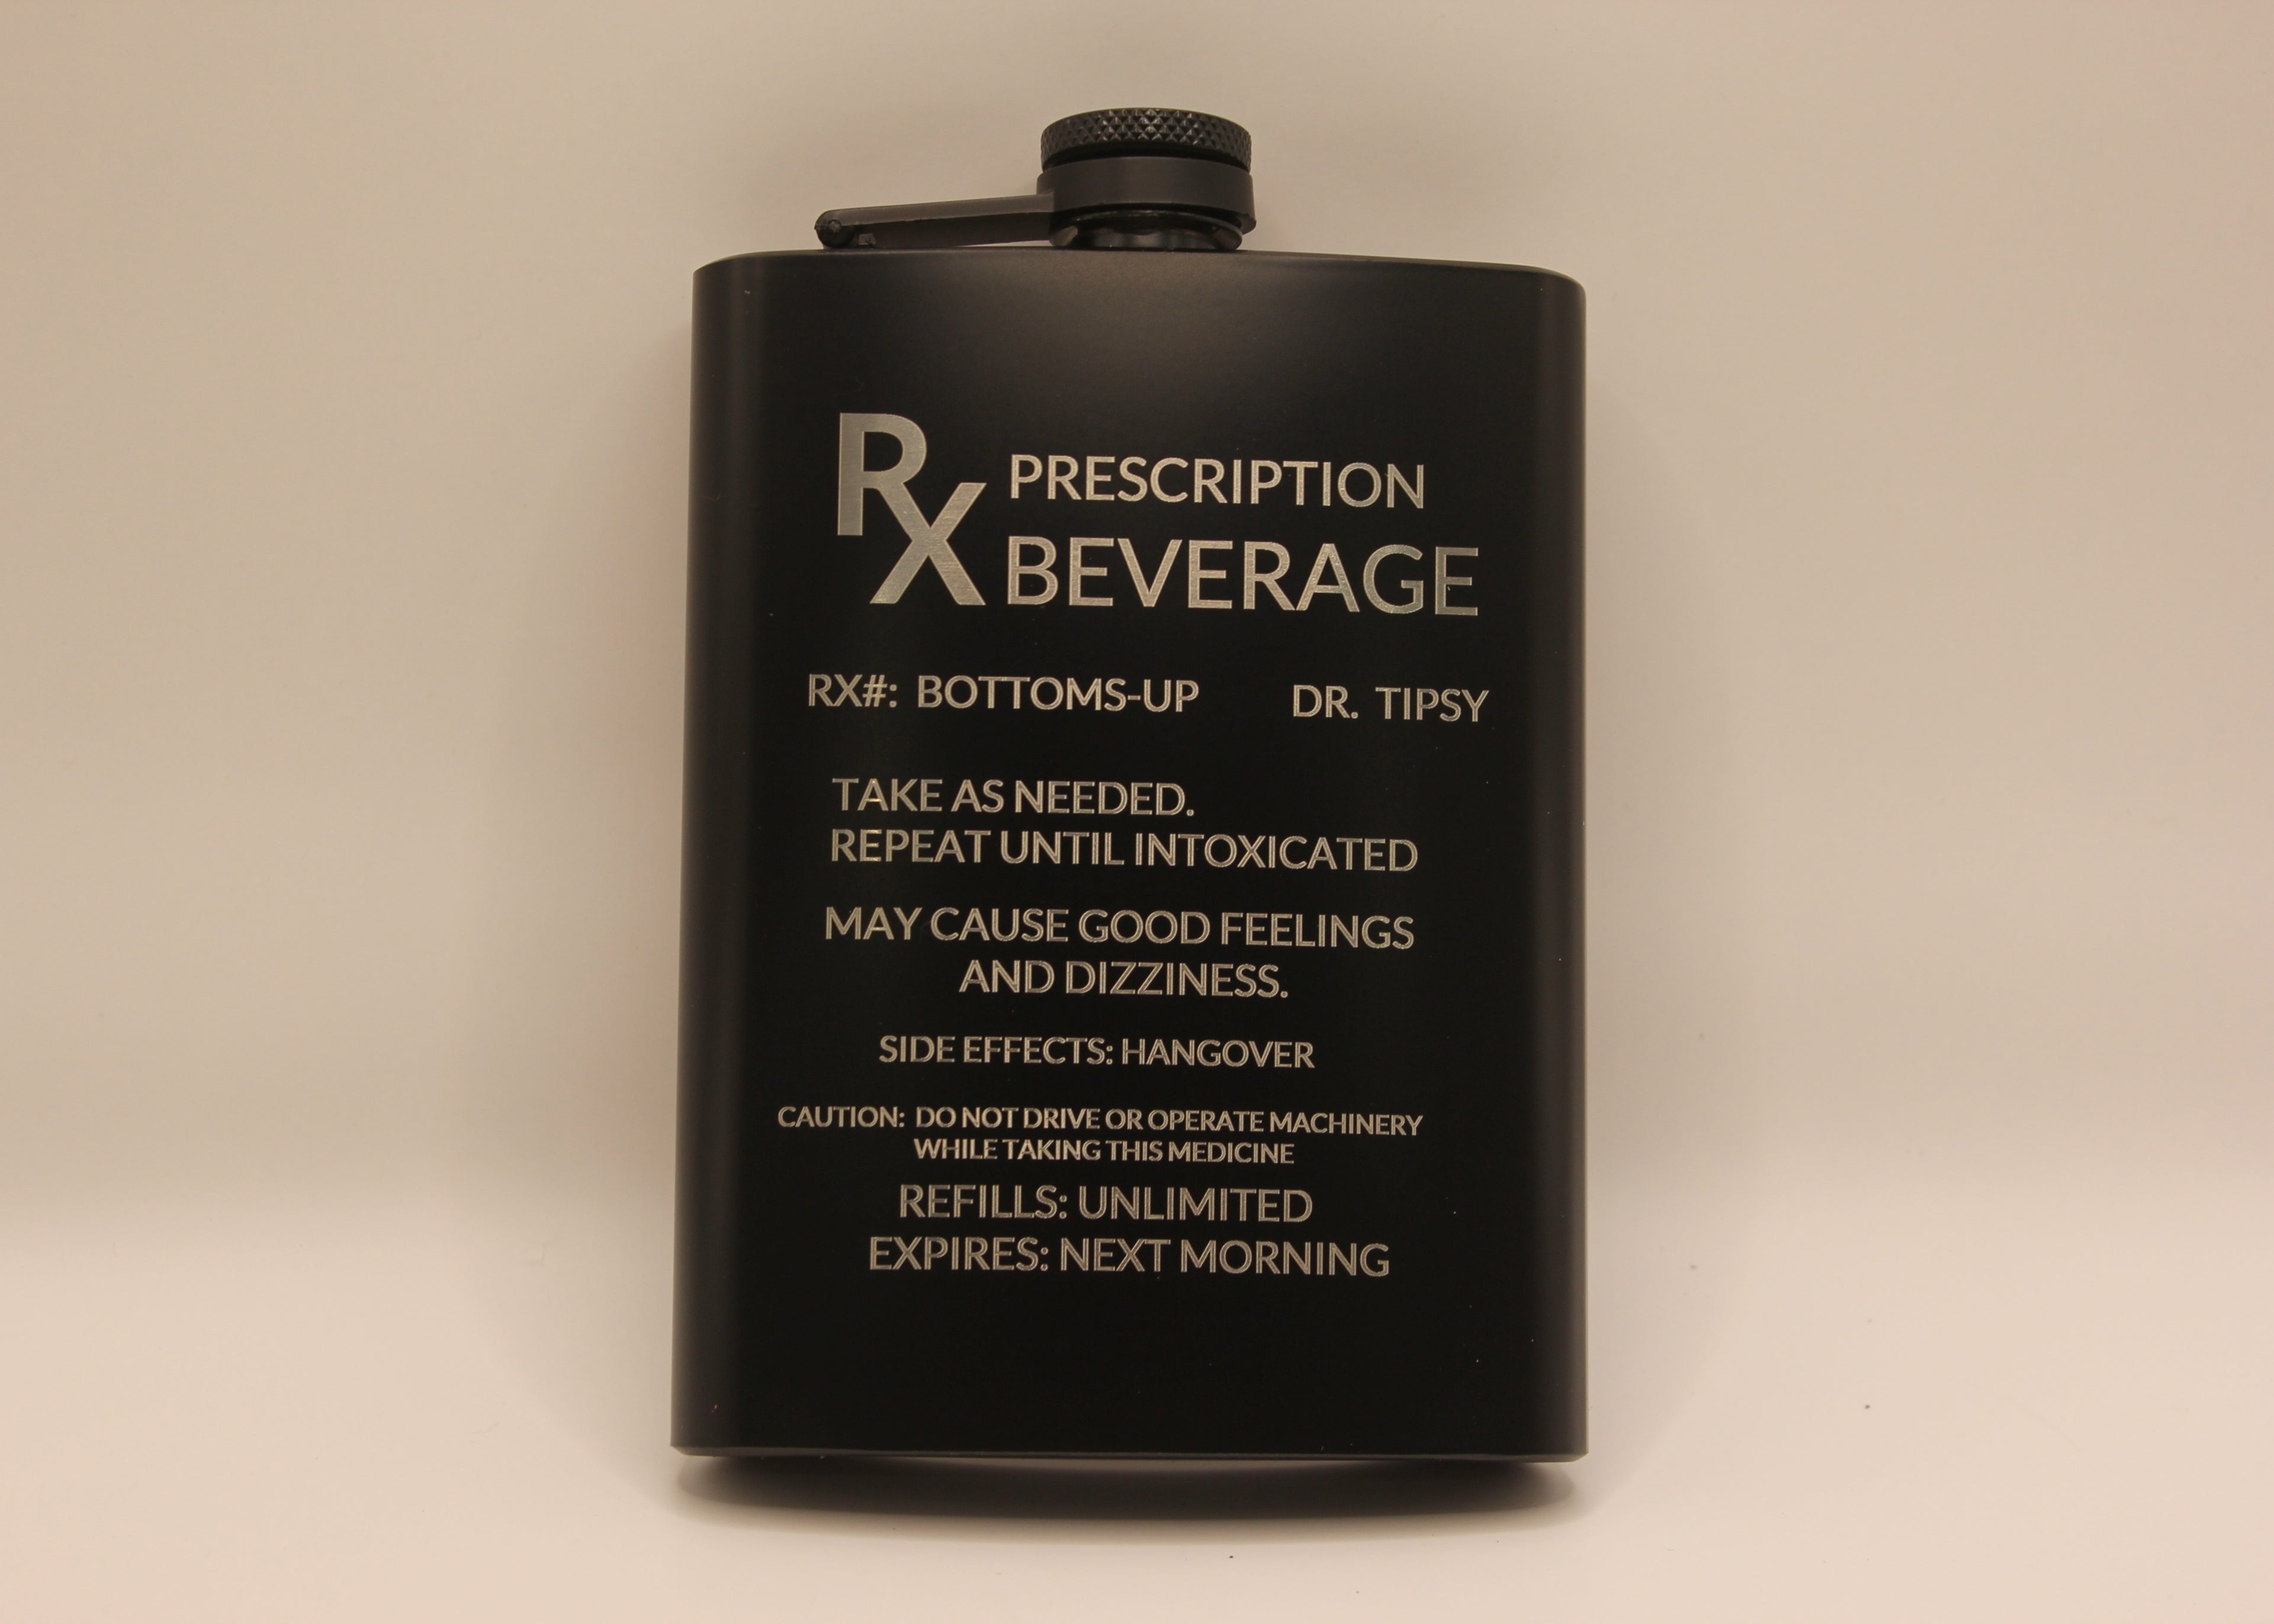 RX PRESCRIPTION
BEVERAGE
RX#: BOTTOMS-UP DR. TIPSY
TAKE AS NEEDED.
REPEAT UNTIL INTOXICATED
MAY CAUSE GOOD FEELINGS
AND DIZZINESS.
SIDE EFFECTS: HANGOVER
CAUTION: DO NOT DRIVE OR OPERATE MACHINERY
WHILE TAKING THIS MEDICINE
REFILLS: UNLIMITED
EXPIRES: NEXT MORNING